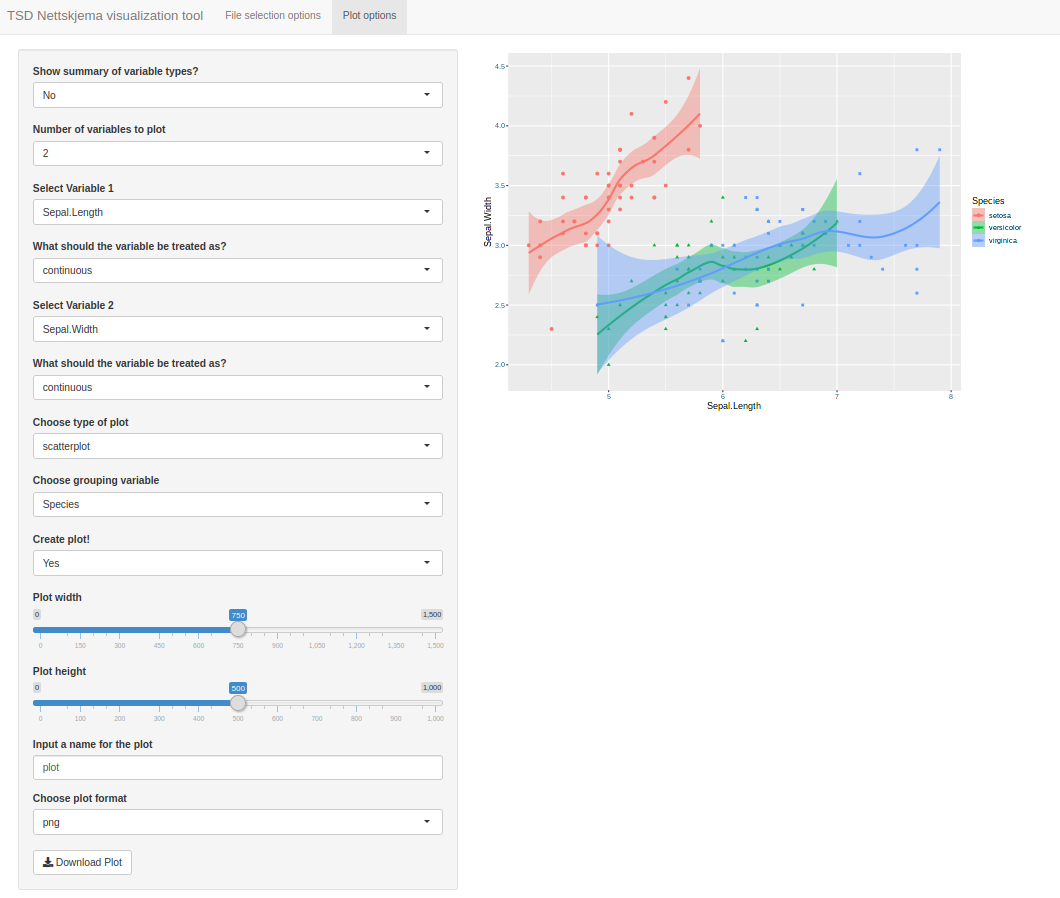 TSD Nettskjema visualization tool File selection options Plot options
Show summary of variable types?
No
Number of variables to plot
2
Select Variable 1
Sepal.Length
What should the variable be treated as?
continuous
Select Variable 2
Sepal.Width
What should the variable be treated as?
continuous
Choose type of plot
scatterplot
Choose grouping variable
Species
Create plot!
Yes
Plot width
0 750 1,500
0 150 300 450 600 750 900 1,050 1,200 1,350 1,500
Plot height
0 500 1,000
0 100 200 300 400 500 600 700 800 900 1,000
Input a name for the plot
plot
Choose plot format
png
Download Plot
4.5
4.0
3.5
3.0
2.5
2.0
Sepal.Width
5 6 7 8
Sepal.Length
Species
setosa
versicolor
virginica